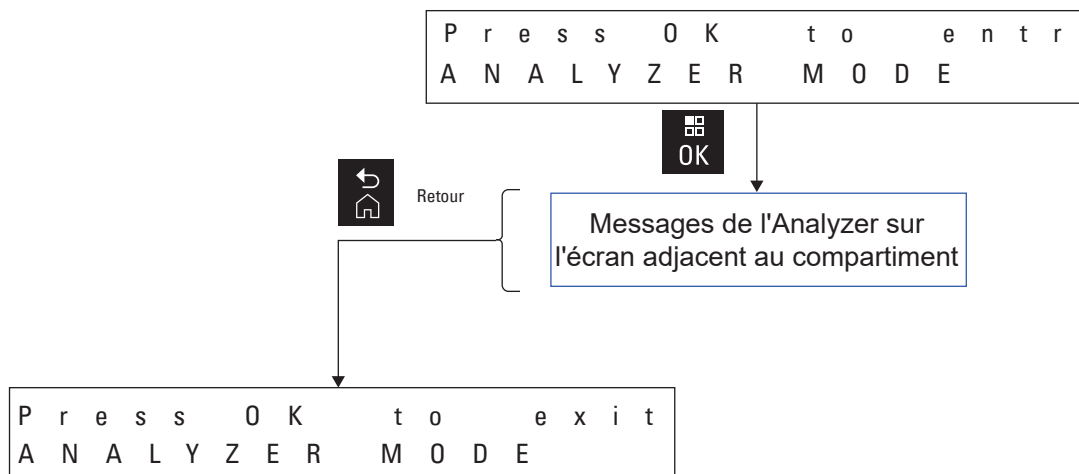 Press OK to entr
ANALYZER MODE
OK
Retour
Messages de l'Analyzer sur
l'écran adjacent au compartiment
Press OK to exit
ANALYZER MODE